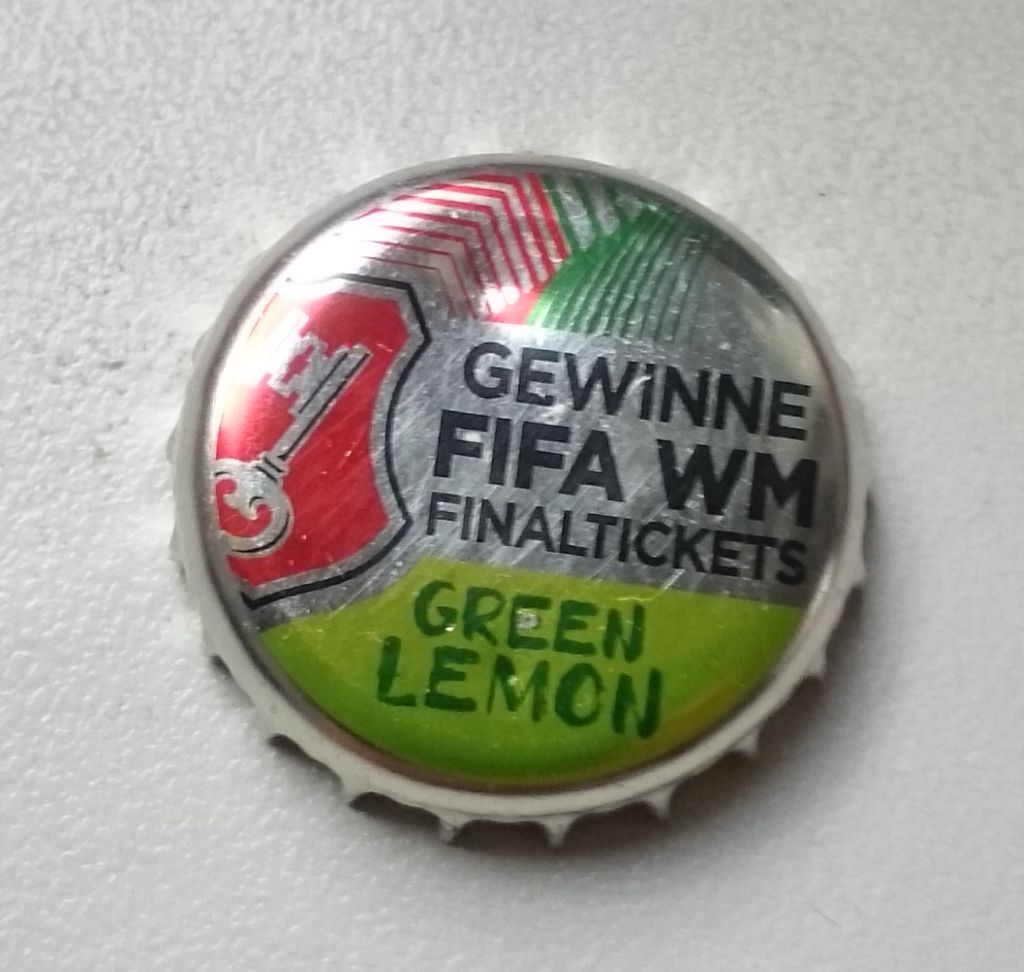 GEWINNE
FIFA WM
FINALTICKETS
GREEN
LEMON